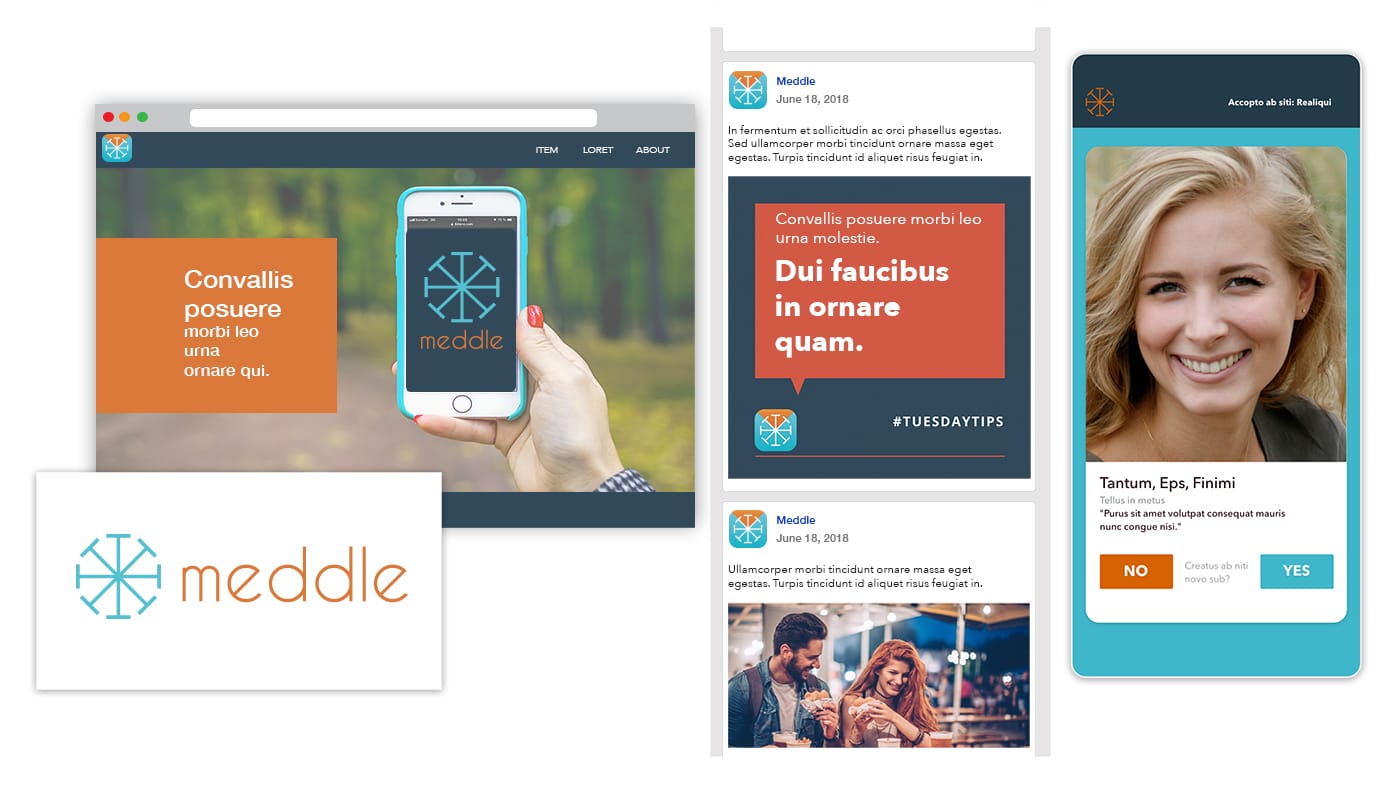 ITEM LORET ABOUT
Convallis
posuere
morbi leo
urna
ornare qui.
meddle
meddle
Meddle
June 18, 2018
In fermentum et sollicitudin ac orci phasellus egestas.
Sed ullamcorper morbi tincidunt ornare massa eget
egestas. Turpis tincidunt id aliquet risus feugiat in.
Convallis posuere morbi leo
urna molestie.
Dui faucibus
in ornare
quam.
#TUESDAYTIPS
Meddle
June 18, 2018
Ullamcorper morbi tincidunt ornare massa eget
egestas. Turpis tincidunt id aliquet risus feugiat in.
Accopto ab siti: Realiqui
Tantum, Eps, Finimi
Tellus in metus
"Purus sit amet volutpat consequat mauris
nunc congue nisi."
NO
Creatus ab niti
novo sub?
YES